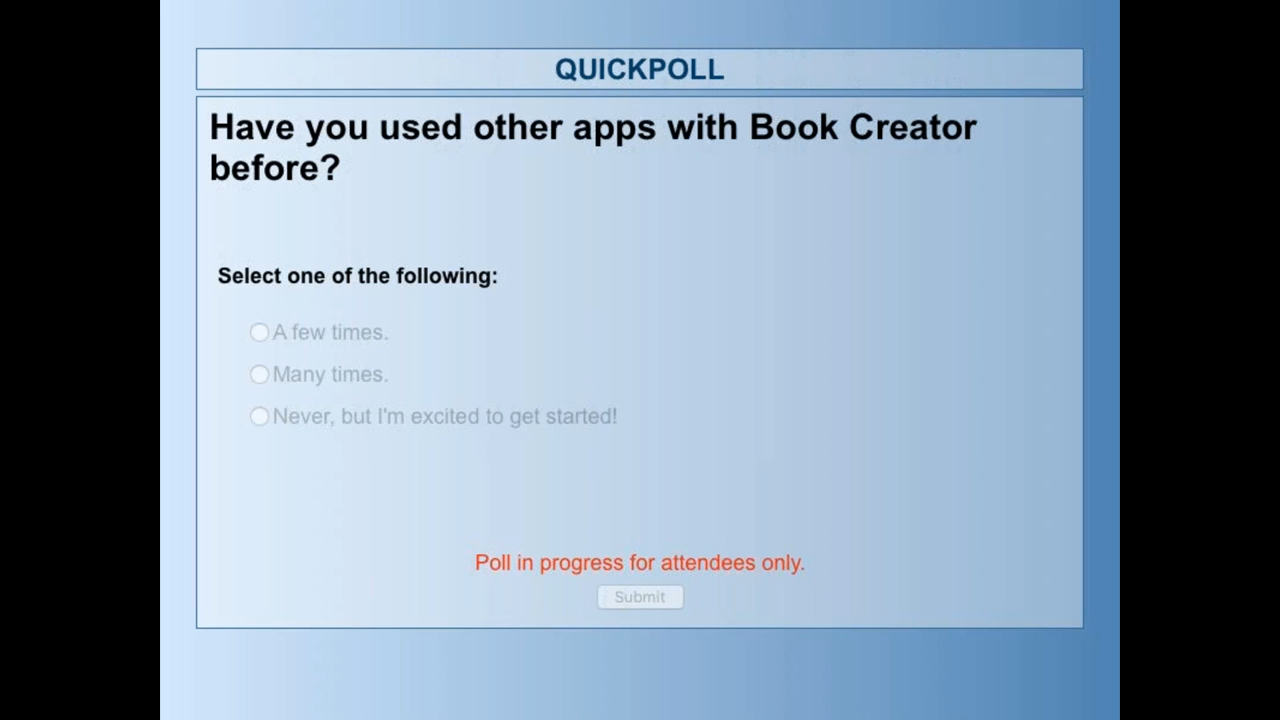 QUICKPOLL
Have you used other apps with Book Creator
before?
Select one of the following:
A few times.
Many times.
Never, but I'm excited to get started!
Poll in progress for attendees only.
Submit